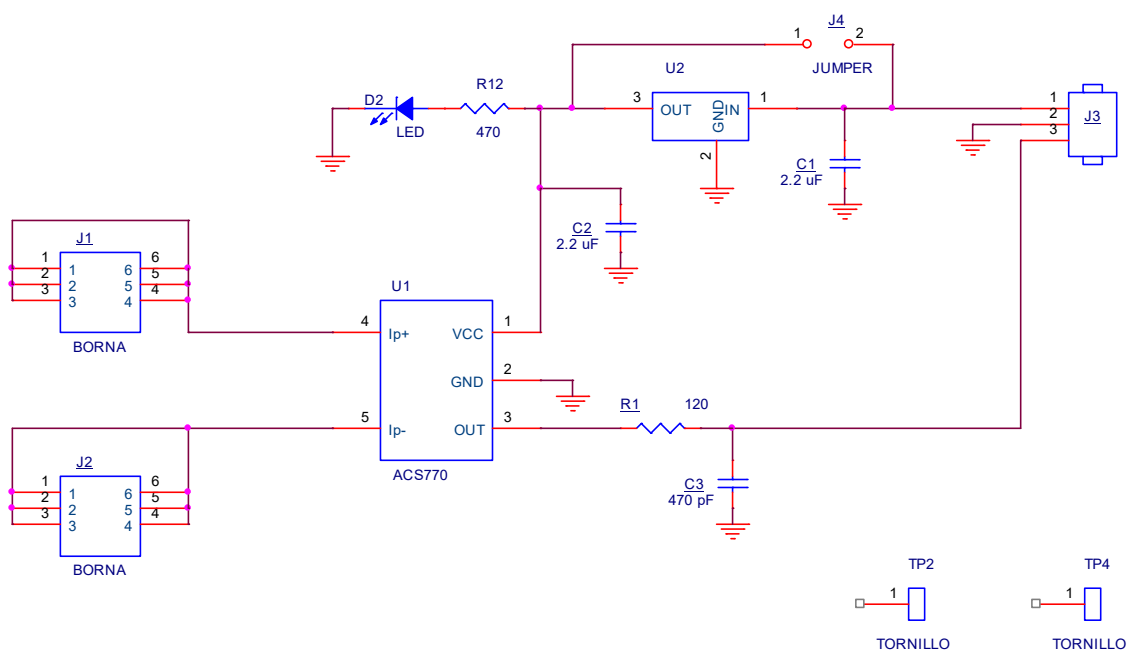 J4
1 2
JUMPER
U2
3 OUT GND IN 1
2
R12
470
D2
LED
1
2
3
J3
C1
2.2 uF
C2
2.2 uF
J1
1 1 6 6
2 2 5 5
3 3 4 4
BORNA
U1
4 Ip+ VCC 1
GND 2
5 Ip- OUT 3
ACS770
R1 120
C3
470 pF
J2
1 1 6 6
2 2 5 5
3 3 4 4
BORNA
TP2
1
TORNILLO
TP4
1
TORNILLO